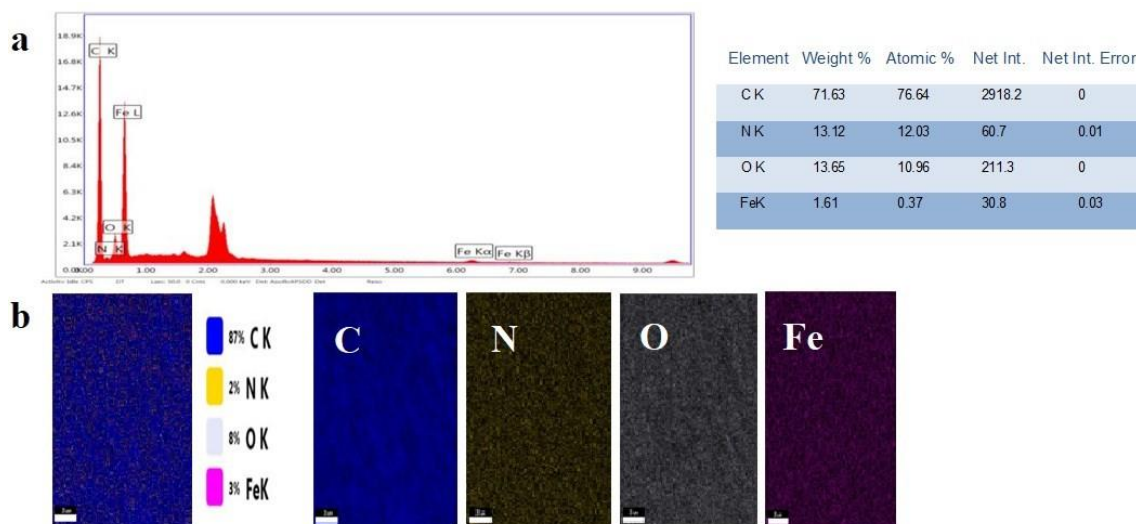 a
18.9K
16.8K
14.7K
12.6K
8.4K
6.3K
4.2K
2.1K
C K
Fe L
O K
N K
Fe Kα
Fe Kβ
1.00
2.00
3.00
4.00
5.00
6.00
7.00
8.00
9.00
Element Weight % Atomic % Net Int. Net Int. Error
C K 71.63 76.64 2918.2 0
N K 13.12 12.03 60.7 0.01
O K 13.65 10.96 211.3 0
FeK 1.61 0.37 30.8 0.03
b
87% C K
2% N K
8% O K
3% FeK
C
N
O
Fe